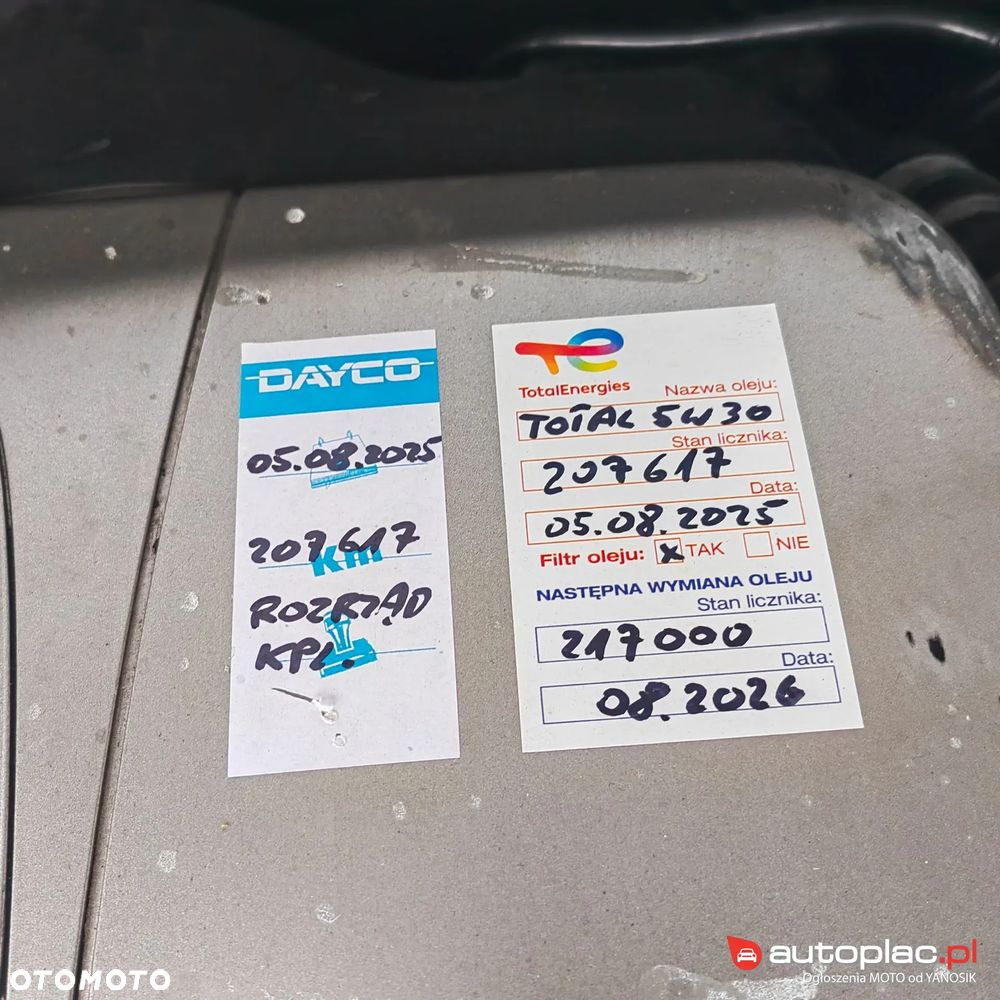 DAYCO
05.08.2025
207617
Km
ROZRZĄD
KPL.
TotalEnergies
Nazwa oleju:
TOTAL 5W30
Stan licznika:
207617
Data:
05.08.2025
Filtr oleju: x TAK NIE
NASTĘPNA WYMIANA OLEJU
Stan licznika:
217000
Data:
08.2026
OTOMOTO
autoplac.pl
Ogłoszenia MOTO od YANOSIK